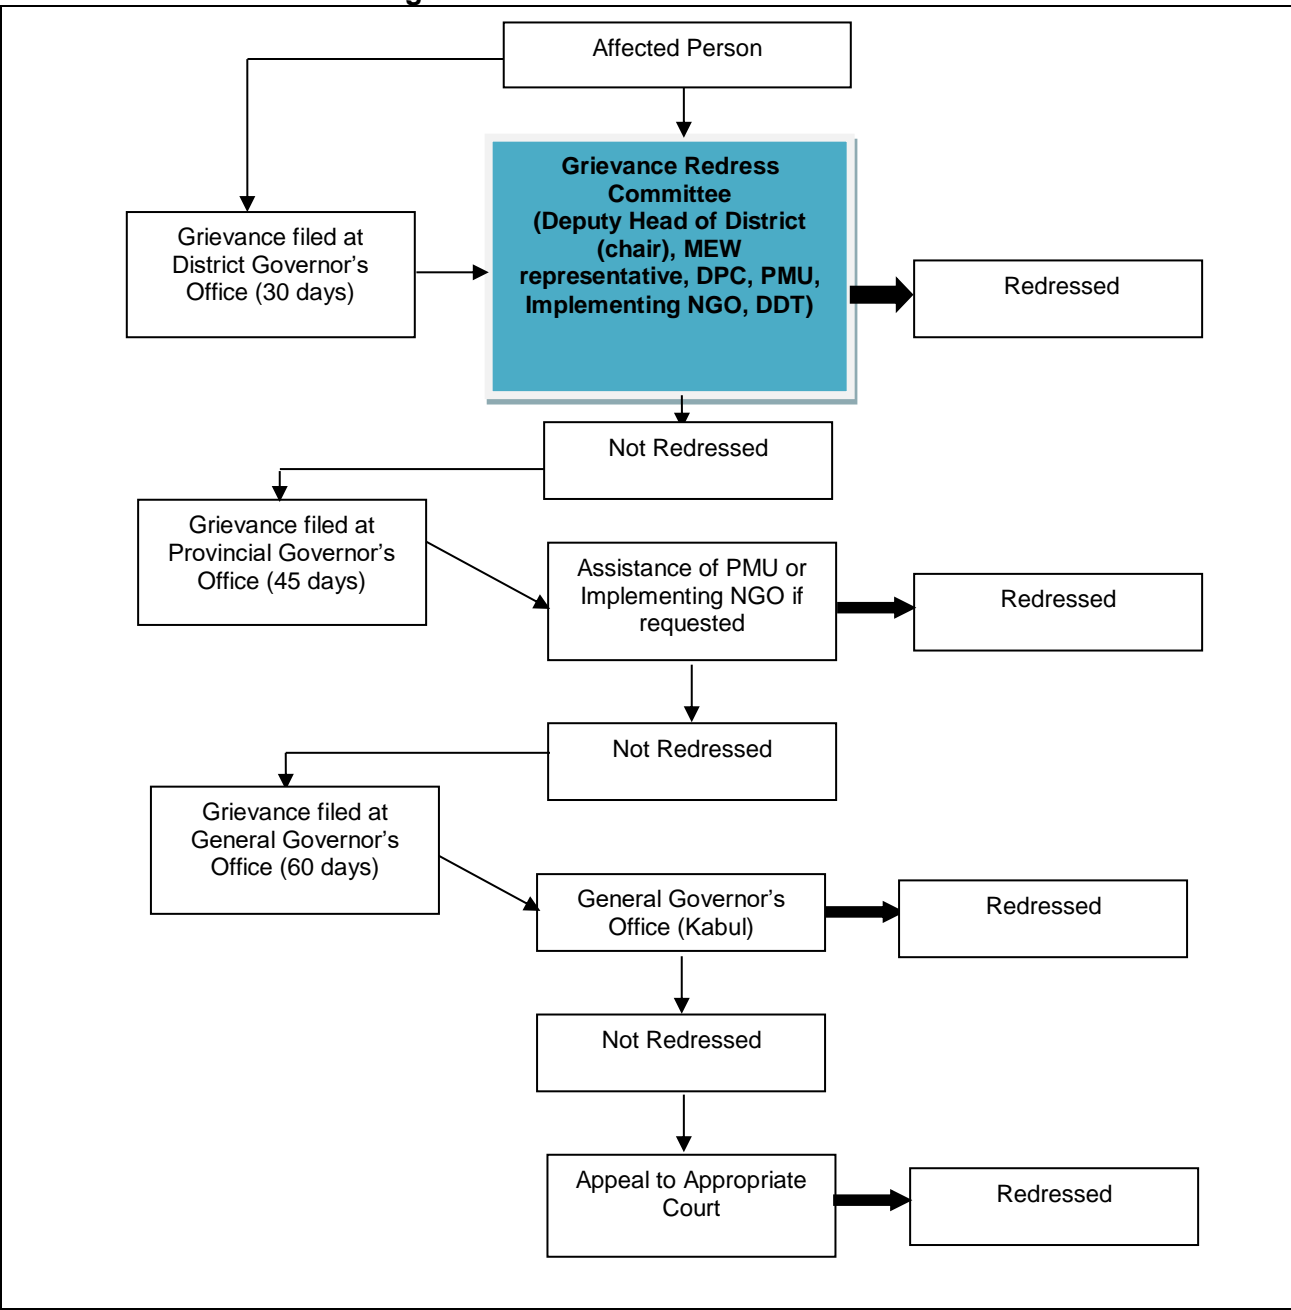 Affected Person
Grievance Redress
Committee
(Deputy Head of District
(chair), MEW
representative, DPC, PMU,
Implementing NGO, DDT)
Grievance filed at
District Governor’s
Office (30 days)
Redressed
Not Redressed
Grievance filed at
Provincial Governor’s
Office (45 days)
Assistance of PMU or
Implementing NGO if
requested
Redressed
Not Redressed
Grievance filed at
General Governor’s
Office (60 days)
General Governor’s
Office (Kabul)
Redressed
Not Redressed
Appeal to Appropriate
Court
Redressed